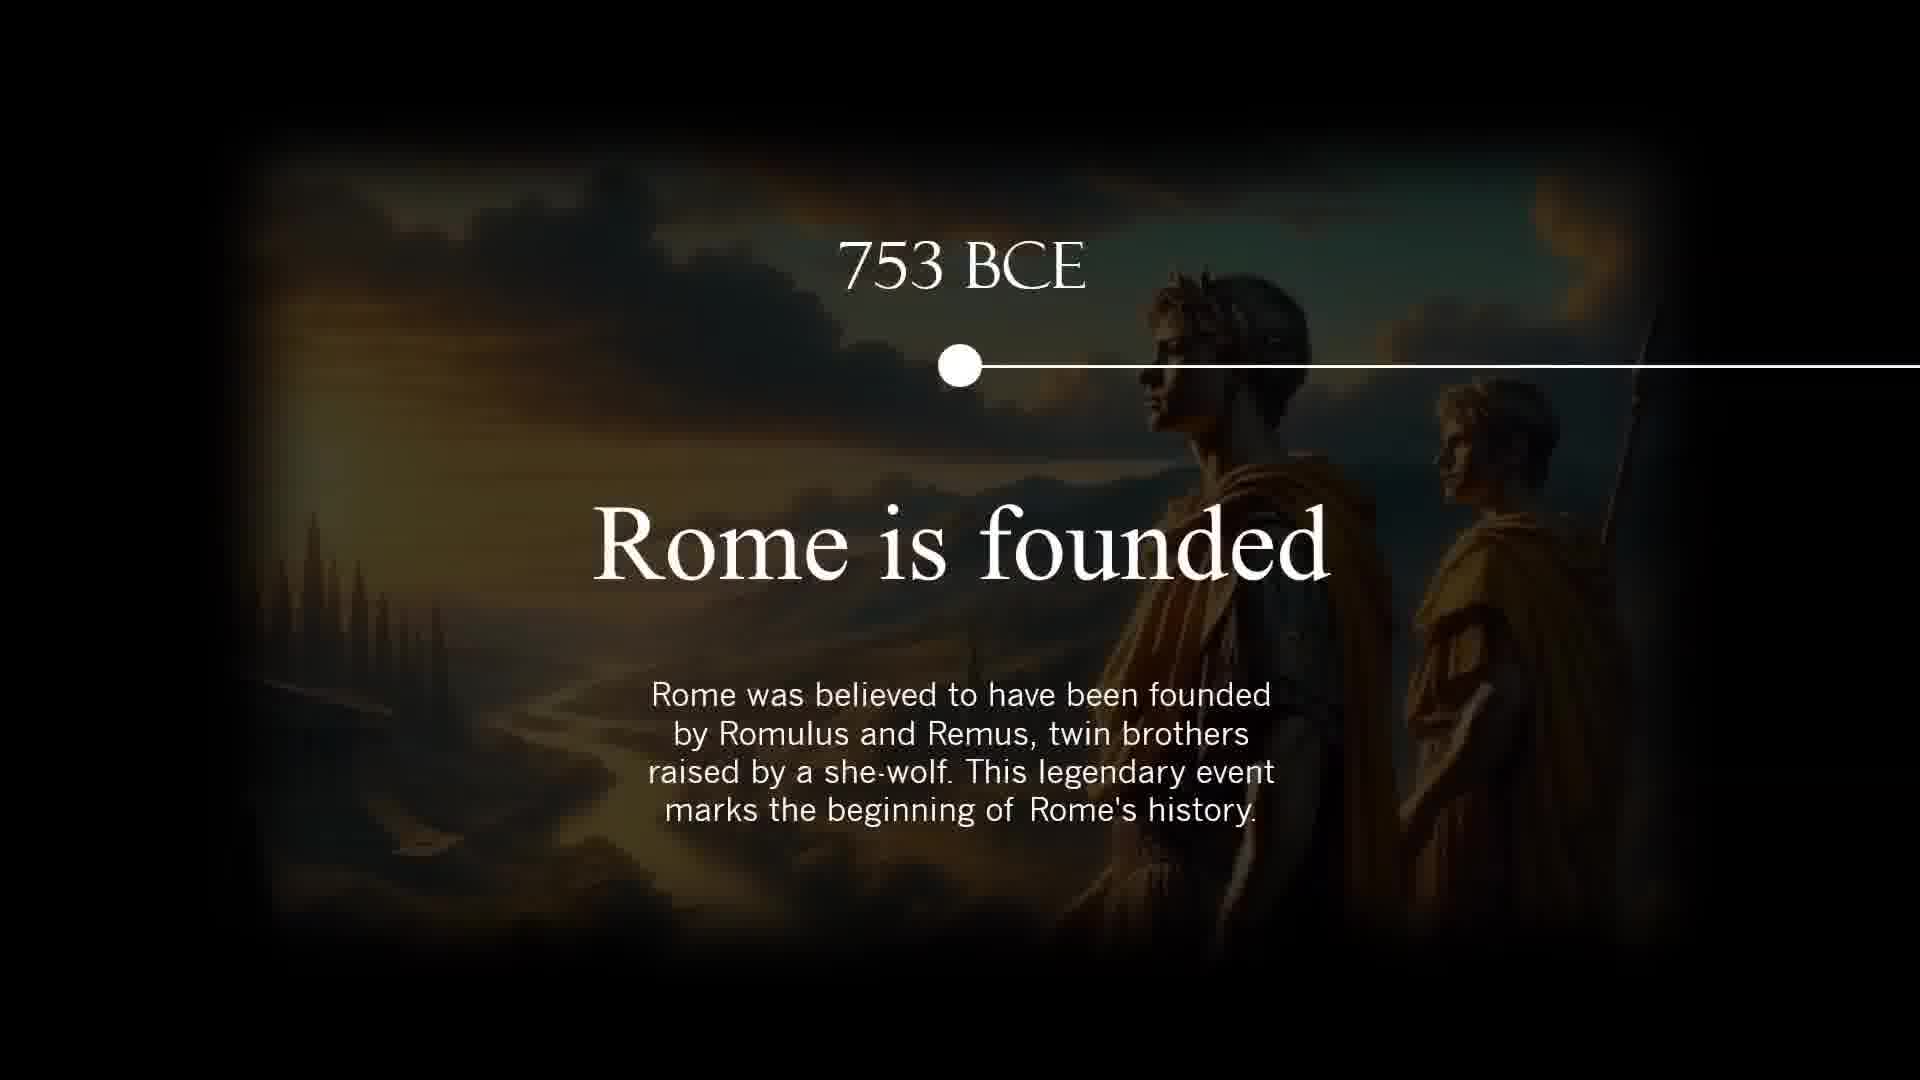 753 BCE
Rome is founded
Rome was believed to have been founded
by Romulus and Remus, twin brothers
raised by a she-wolf. This legendary event
marks the beginning of Rome's history.